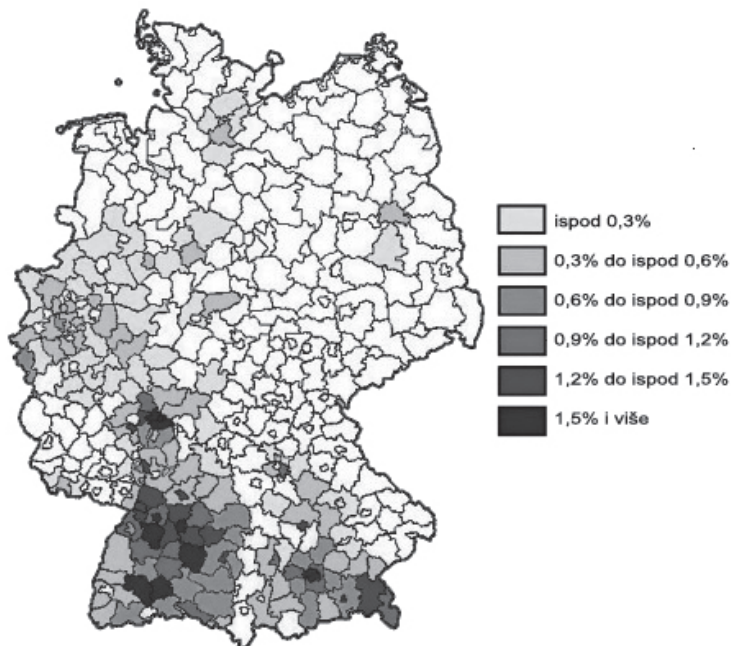 ispod 0,3%
0,3% do ispod 0,6%
0,6% do ispod 0,9%
0,9% do ispod 1,2%
1,2% do ispod 1,5%
1,5% i više